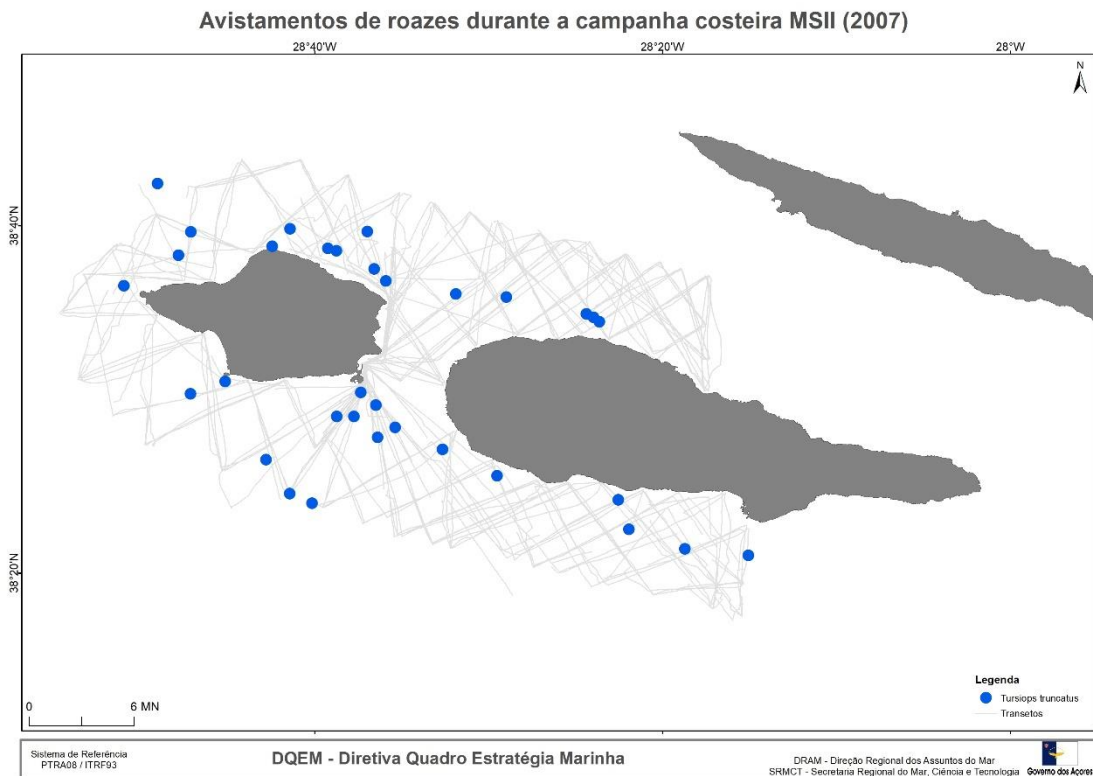 Avistamentos de roazes durante a campanha costeira MSII (2007)
28°40'W
28°20'W
28°W
N
38°40'N
38°20'N
0
6 MN
Legenda
Tursiops truncatus
Transetos
Sistema de Referência
PTRA08 / ITRF93
DQEM - Diretiva Quadro Estratégia Marinha
DRAM - Direção Regional dos Assuntos do Mar
SRMCT - Secretaria Regional do Mar, Ciência e Tecnologia
Governo dos Açores